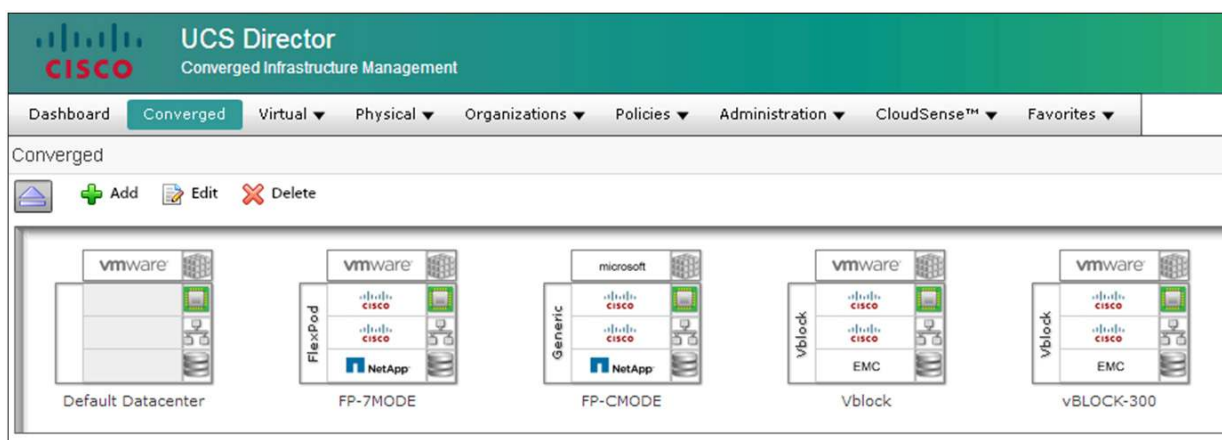 UCS Director
CISCO
Converged Infrastructure Management
Dashboard Converged Virtual Physical Organizations Policies Administration CloudSense™ Favorites
Converged
Add Edit Delete
vmware
Default Datacenter
vmware
FlexPod
CISCO
CISCO
NetApp
FP-7MODE
microsoft
Generic
CISCO
CISCO
NetApp
FP-CMODE
vmware
Vblock
CISCO
CISCO
EMC
Vblock
vmware
Vblock
CISCO
CISCO
EMC
vBLOCK-300